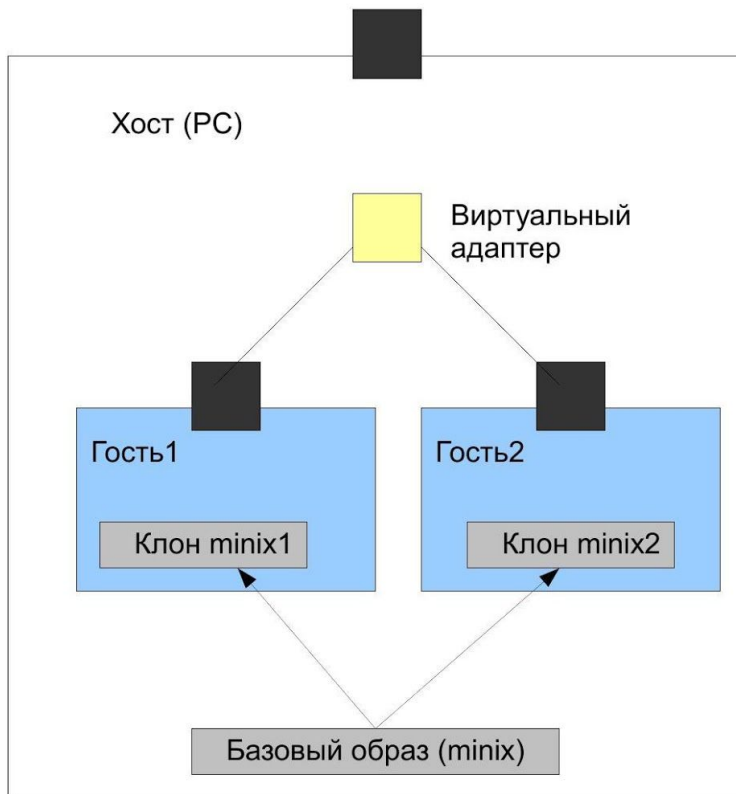 Хост (PC)
Виртуальный
адаптер
Гость1
Гость2
Клон minix1
Клон minix2
Базовый образ (minix)